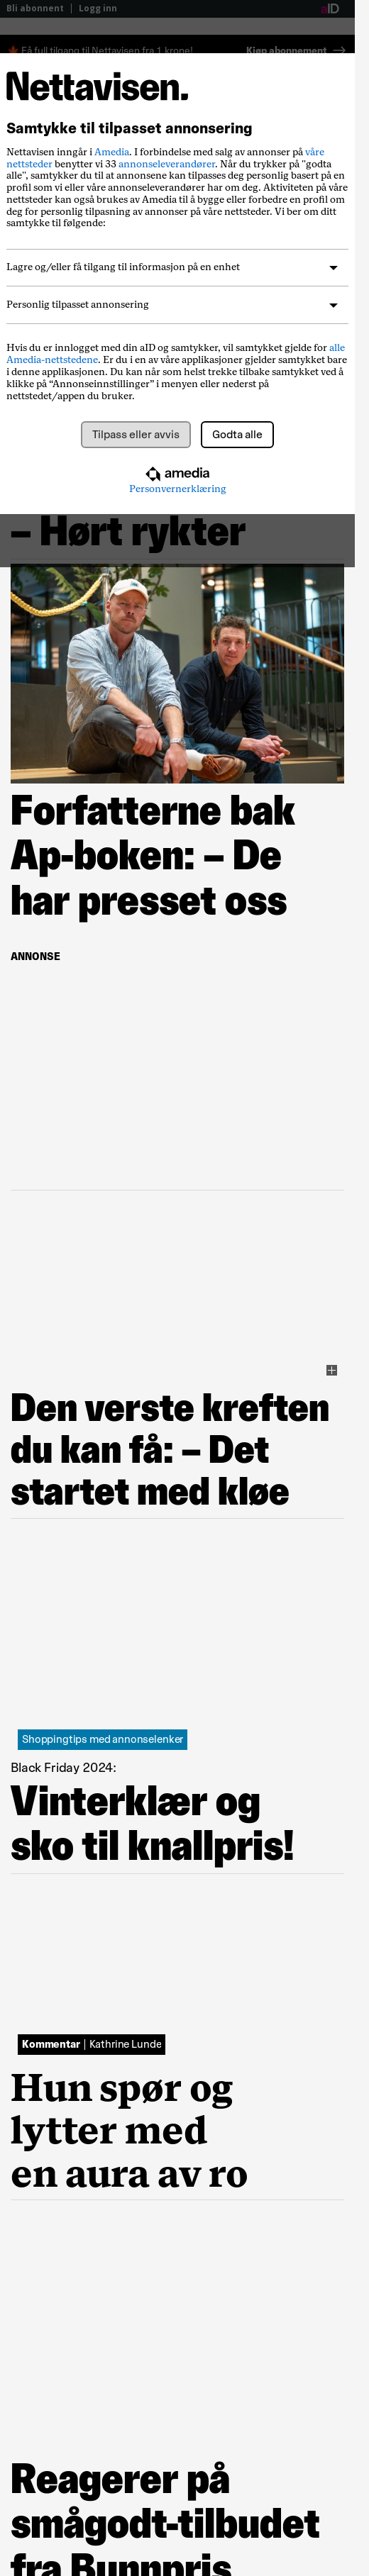 Bli abonnent | Logg inn
aID
Få full tilgang til Nettavisen fra 1 krone!
Kjøp abonnement →
Nettavisen.
Samtykke til tilpasset annonsering
Nettavisen inngår i Amedia. I forbindelse med salg av annonser på våre
nettsteder benytter vi 33 annonseleverandører. Når du trykker på "godta
alle", samtykker du til at annonsene kan tilpasses deg personlig basert på en
profil som vi eller våre annonseleverandører har om deg. Aktiviteten på våre
nettsteder kan også brukes av Amedia til å bygge eller forbedre en profil om
deg for personlig tilpasning av annonser på våre nettsteder. Vi ber om ditt
samtykke til følgende:
Lagre og/eller få tilgang til informasjon på en enhet
Personlig tilpasset annonsering
Hvis du er innlogget med din aID og samtykker, vil samtykket gjelde for alle
Amedia-nettstedene. Er du i en av våre applikasjoner gjelder samtykket bare
i denne applikasjonen. Du kan når som helst trekke tilbake samtykket ved å
klikke på “Annonseinnstillinger” i menyen eller nederst på
nettstedet/appen du bruker.
Tilpass eller avvis
Godta alle
amedia
Personvernerklæring
– Hørt rykter
Forfatterne bak
Ap-boken: – De
har presset oss
ANNONSE
Den verste kreften
du kan få: – Det
startet med kløe
Shoppingtips med annonselenker
Black Friday 2024:
Vinterklær og
sko til knallpris!
Kommentar | Kathrine Lunde
Hun spør og
lytter med
en aura av ro
Reagerer på
smågodt-tilbudet
fra Bunnpris